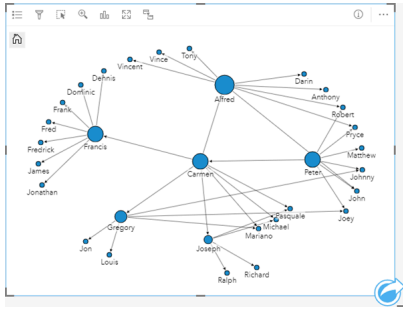 Tony
Vince
Vincent
Dennis
Darin
Dominic
Alfred
Anthony
Frank
Robert
Fred
Pryce
Francis
Fredrick
Matthew
James
Carmen
Peter
Johnny
Jonathan
John
Pasquale
Joey
Gregory
Michael
Mariano
Jon
Joseph
Louis
Ralph
Richard